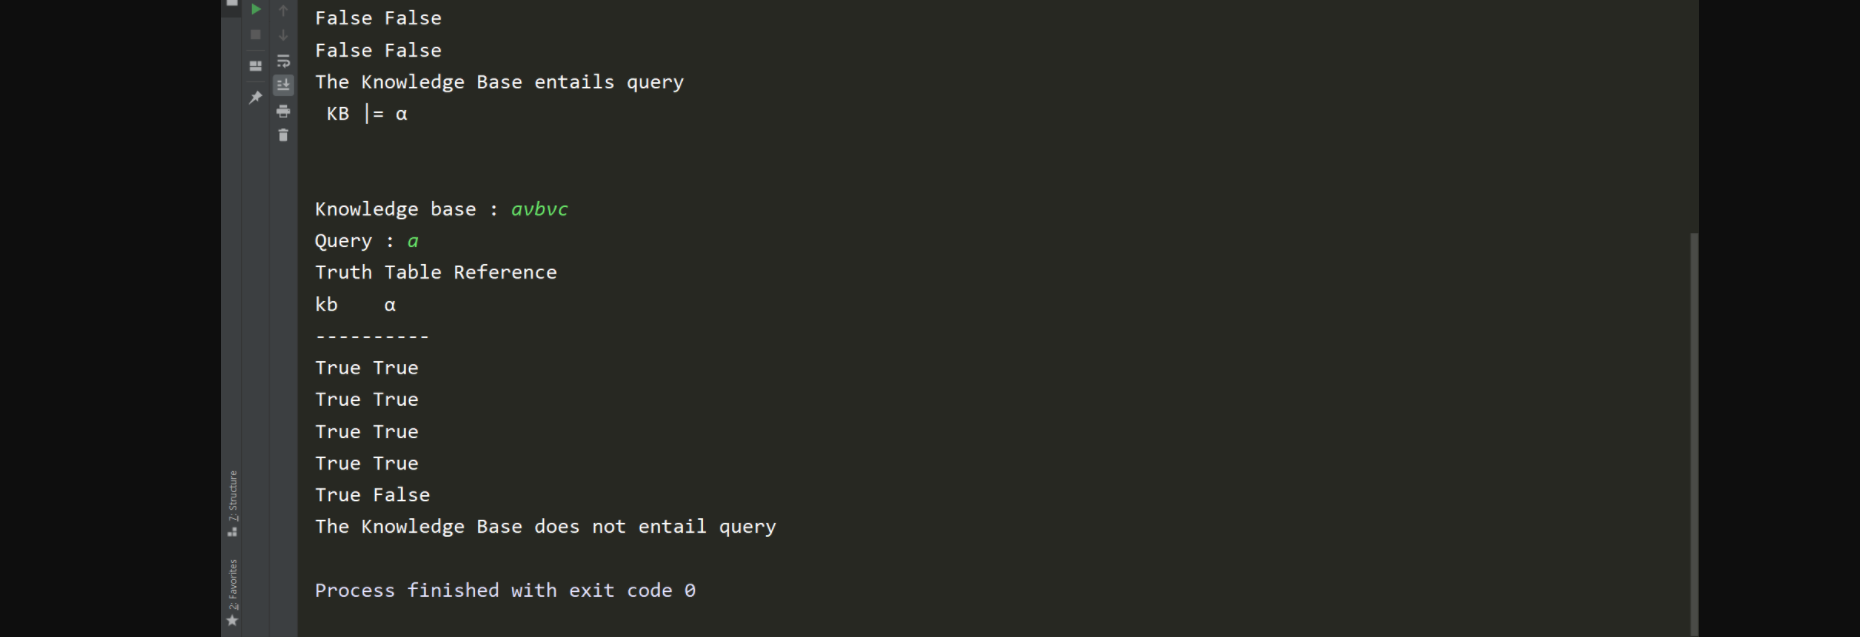 False False
False False
The Knowledge Base entails query
 KB |= α
Knowledge base : avbvc
Query : a
Truth Table Reference
kb    α
----------
True True
True True
True True
True True
True False
The Knowledge Base does not entail query
Process finished with exit code 0
7: Structure
2: Favorites